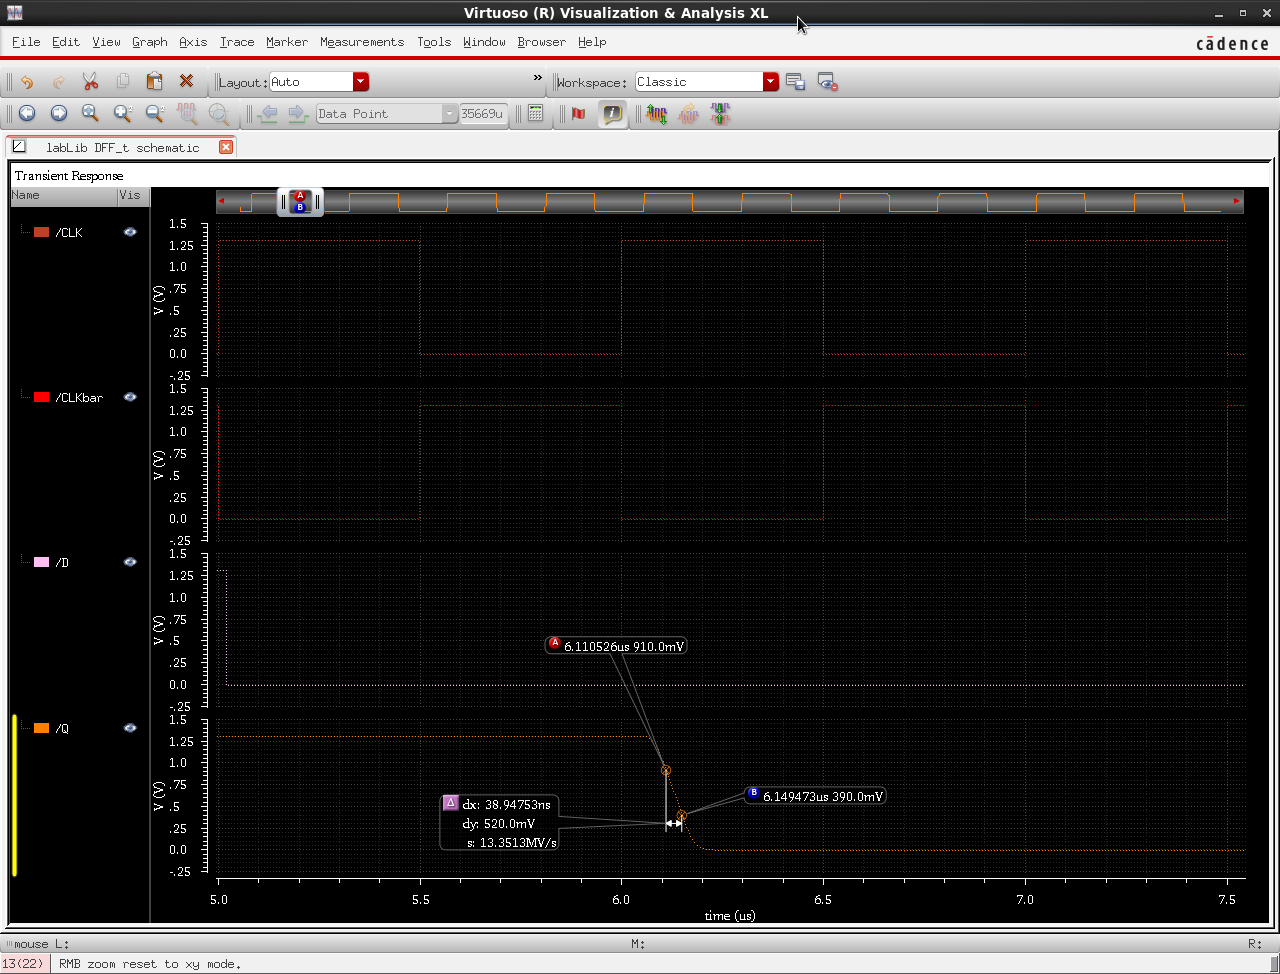 Virtuoso (R) Visualization & Analysis XL
File Edit View Graph Axis Trace Marker Measurements Tools Window Browser Help
cādence
Layout: Auto » Workspace: Classic
Data Point 35669u
labLib DFF_t schematic
Transient Response
Name Vis
A
B
/CLK
1.5
1.25
1.0
.75
.5
.25
0.0
-.25
V (V)
/CLKbar
1.5
1.25
1.0
.75
.5
.25
0.0
-.25
V (V)
/D
1.5
1.25
1.0
.75
.5
.25
0.0
-.25
V (V)
A 6.110526us 910.0mV
/Q
1.5
1.25
1.0
.75
.5
.25
0.0
-.25
V (V)
B 6.149473us 390.0mV
Δ dx: 38.94753ns
dy: 520.0mV
s: 13.3513MV/s
5.0 5.5 6.0 6.5 7.0 7.5
time (us)
mouse L: M: R:
13(22) RMB zoom reset to xy mode.